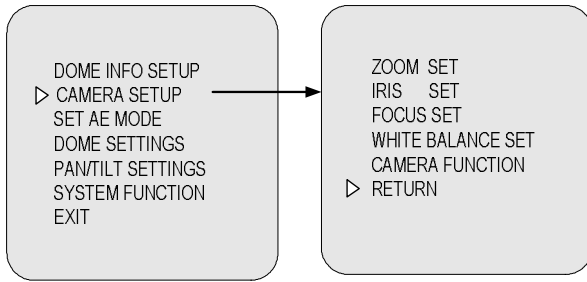 DOME INFO SETUP
CAMERA SETUP
SET AE MODE
DOME SETTINGS
PAN/TILT SETTINGS
SYSTEM FUNCTION
EXIT
ZOOM SET
IRIS SET
FOCUS SET
WHITE BALANCE SET
CAMERA FUNCTION
RETURN